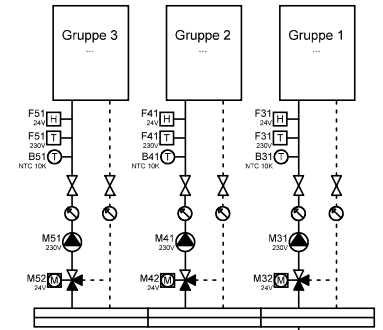 Gruppe 3
...
Gruppe 2
...
Gruppe 1
...
F51 H
24V
F41 H
24V
F31 H
24V
F51 T
230V
F41 T
230V
F31 T
230V
B51 T
NTC 10K
B41 T
NTC 10K
B31 T
NTC 10K
M51
230V
M41
230V
M31
230V
M52 M
24V
M42 M
24V
M32 M
24V